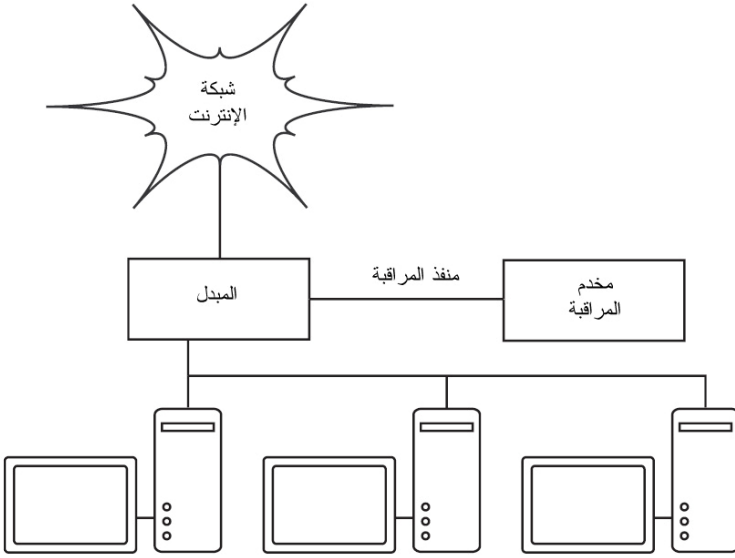 شبكة
الإنترنت
المبدل
منفذ المراقبة
مخدم
المراقبة